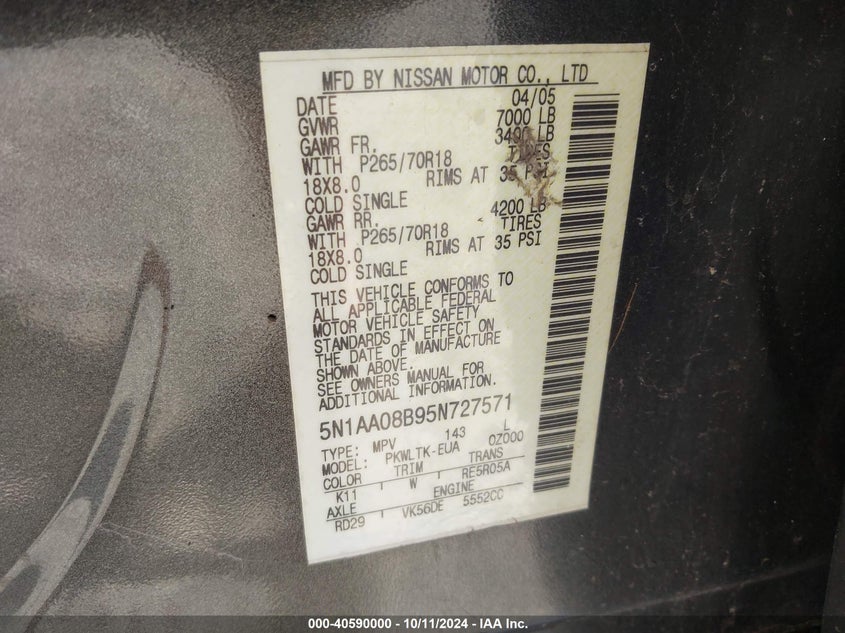 MFD BY NISSAN MOTOR CO., LTD
DATE 04/05
GVWR 7000 LB
GAWR FR. 3400 LB
WITH P265/70R18 TIRES
18X8.0 RIMS AT 35 PSI
COLD SINGLE
GAWR RR. 4200 LB
WITH P265/70R18 TIRES
18X8.0 RIMS AT 35 PSI
COLD SINGLE
THIS VEHICLE CONFORMS TO
ALL APPLICABLE FEDERAL
MOTOR VEHICLE SAFETY
STANDARDS IN EFFECT ON
THE DATE OF MANUFACTURE
SHOWN ABOVE.
SEE OWNERS MANUAL FOR
ADDITIONAL INFORMATION.
5N1AA08B95N727571
TYPE: MPV 143 L
MODEL: PKWLTK-EUA 0Z000
COLOR TRIM TRANS
K11 W RE5R05A
AXLE ENGINE
RD29 VK56DE 5552CC
000-40590000 - 10/11/2024 - IAA Inc.